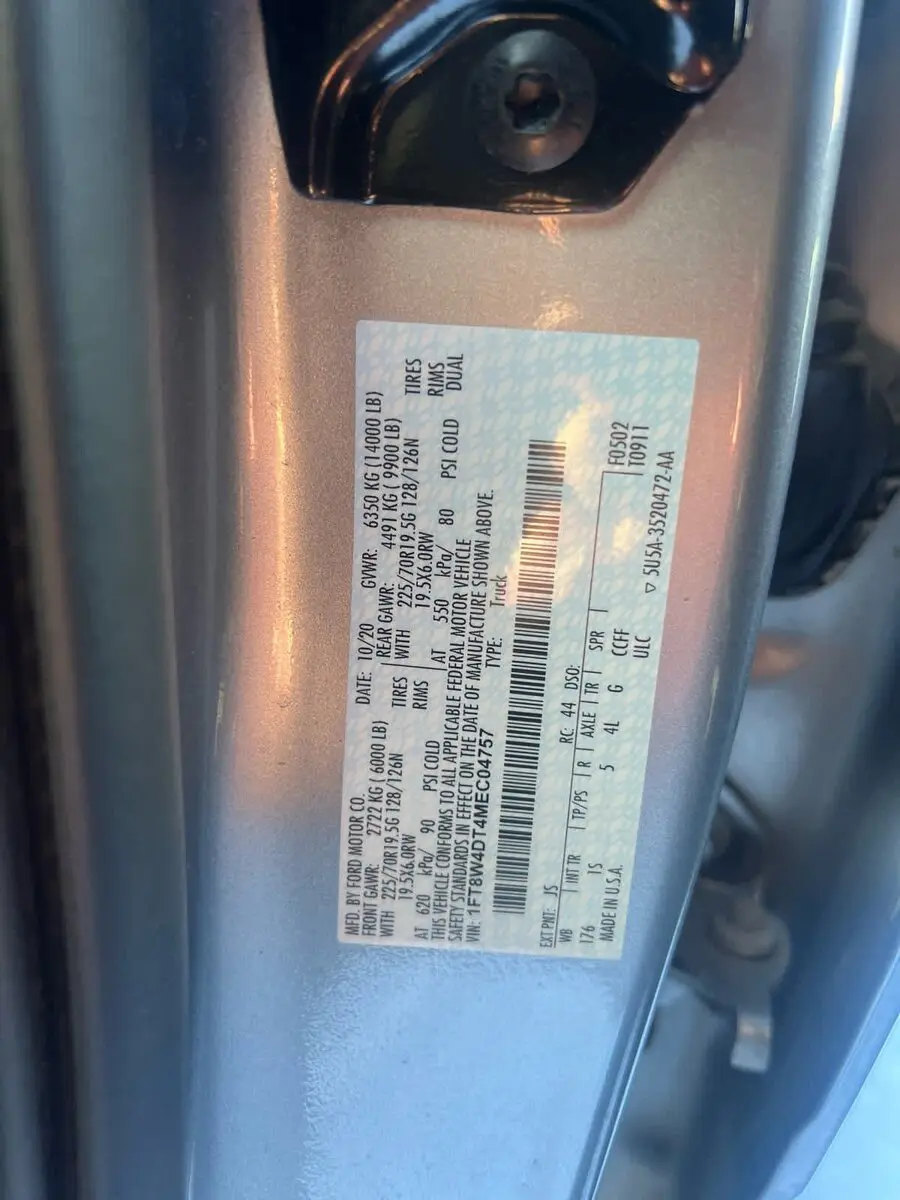 MFD. BY FORD MOTOR CO.
DATE: 10/20 GVWR: 6350 KG (14000 LB)
FRONT GAWR: 2722 KG ( 6000 LB)
REAR GAWR: 4491 KG ( 9900 LB)
WITH 225/70R19.5G 128/126N TIRES
WITH 225/70R19.5G 128/126N TIRES
19.5X6.0RW RIMS
19.5X6.0RW RIMS
AT 620 kPa/ 90 PSI COLD
AT 550 kPa/ 80 PSI COLD DUAL
THIS VEHICLE CONFORMS TO ALL APPLICABLE FEDERAL MOTOR VEHICLE
SAFETY STANDARDS IN EFFECT ON THE DATE OF MANUFACTURE SHOWN ABOVE.
VIN: 1FT8W4DT4MEC04757 TYPE: Truck
EXT PNT: JS RC: 44 DSO:
WB INT TR TP/PS R AXLE TR SPR F0502
176 1S 5 4L G CCFF T0911
MADE IN U.S.A. ULC ▽ 5U5A-3520472-AA